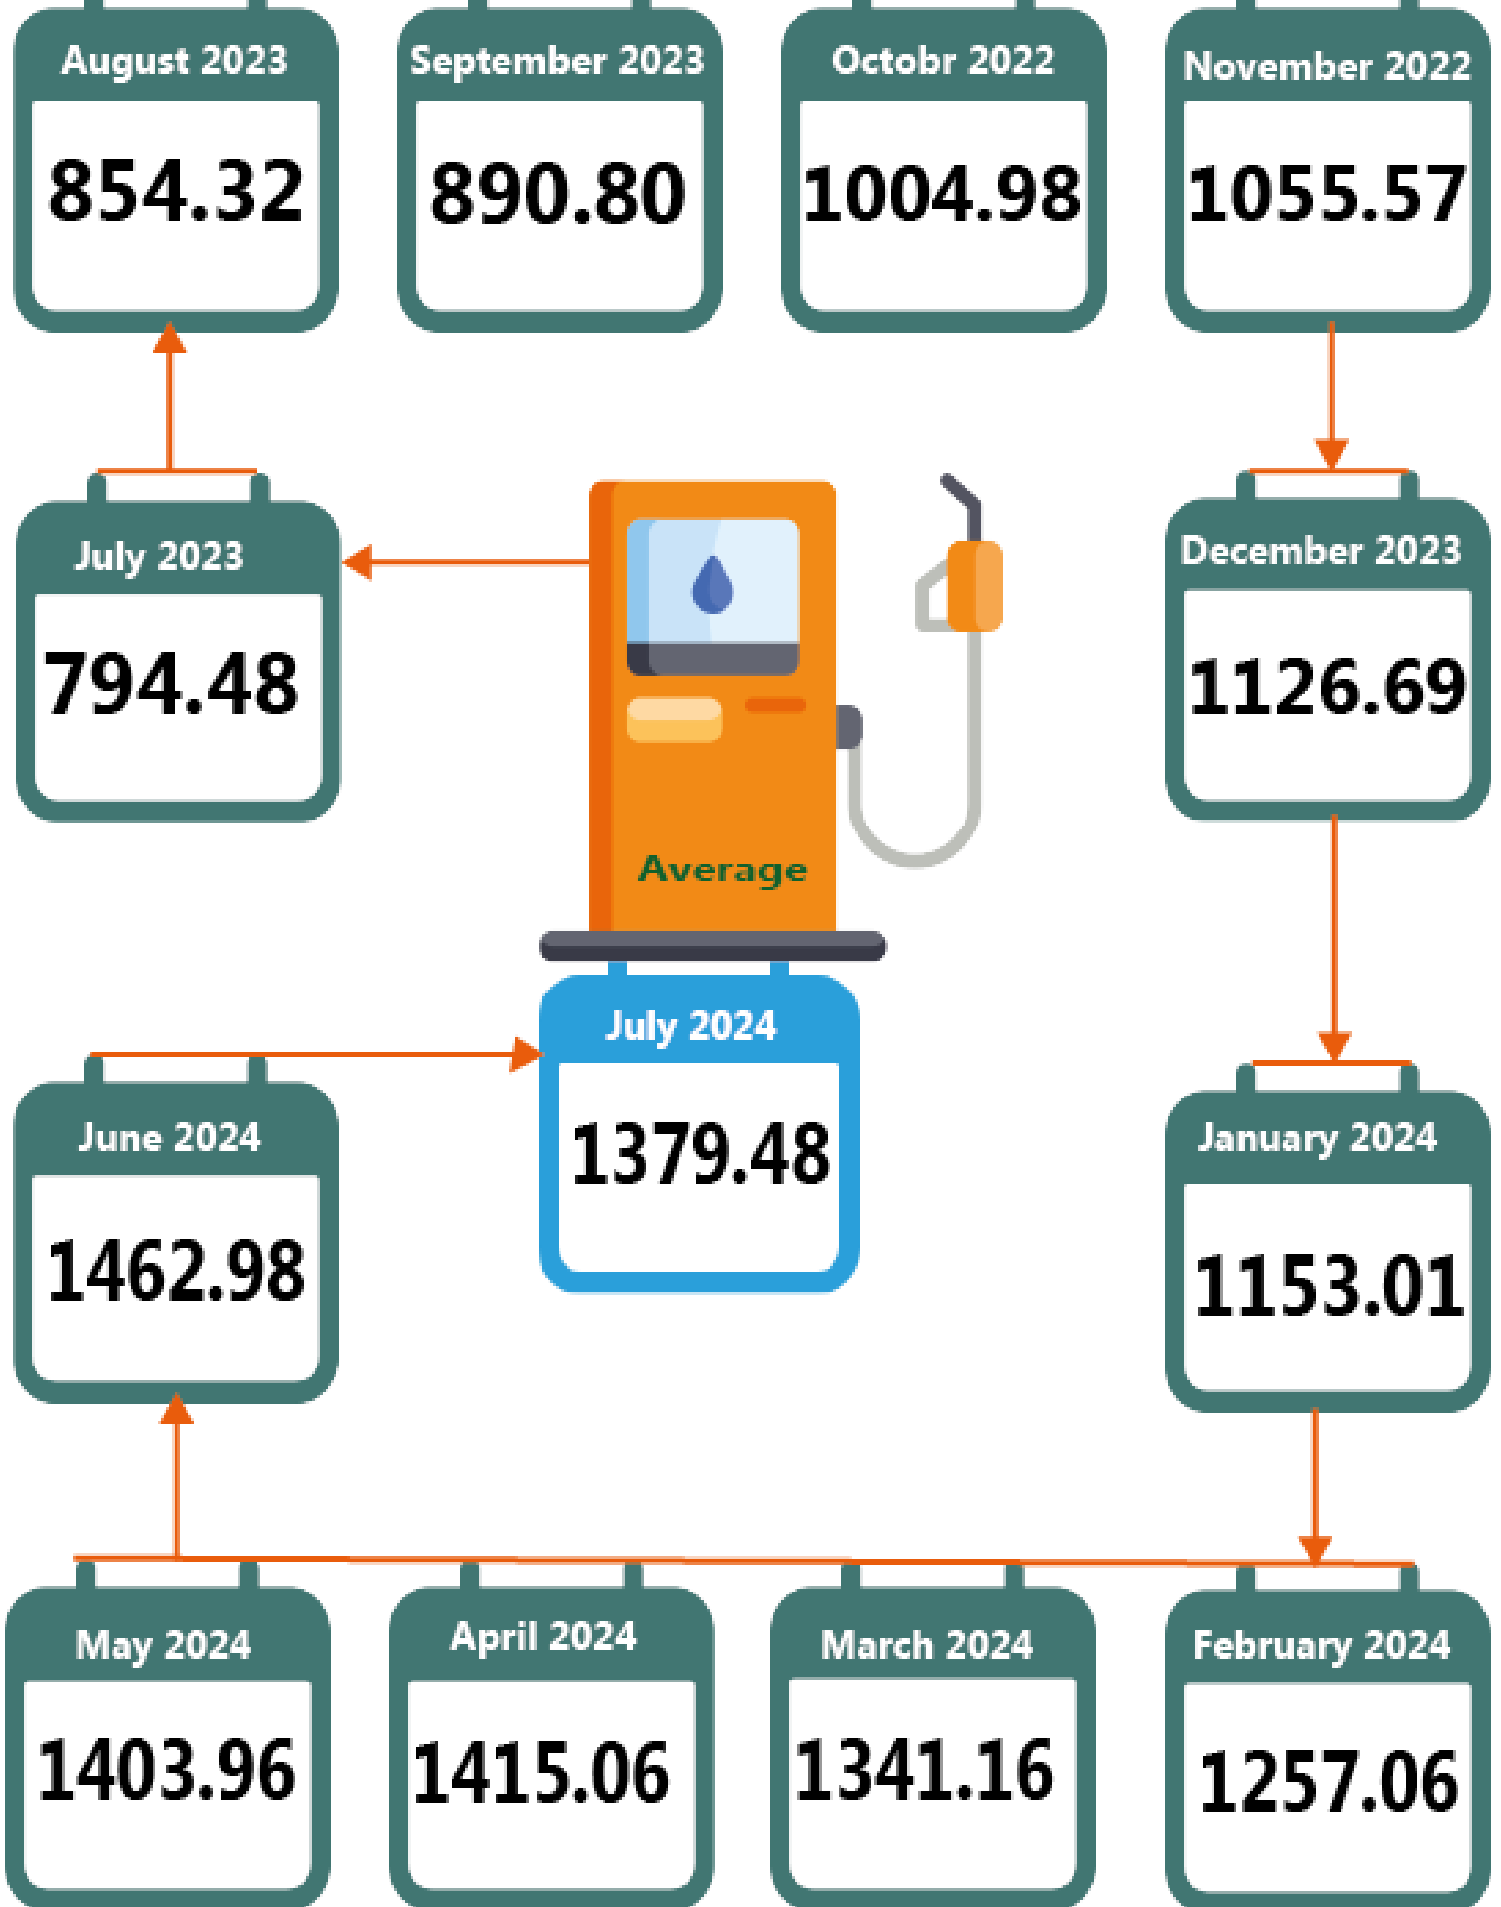 August 2023
854.32
September 2023
890.80
Octobr 2022
1004.98
November 2022
1055.57
July 2023
794.48
December 2023
1126.69
Average
July 2024
1379.48
June 2024
1462.98
January 2024
1153.01
May 2024
1403.96
April 2024
1415.06
March 2024
1341.16
February 2024
1257.06